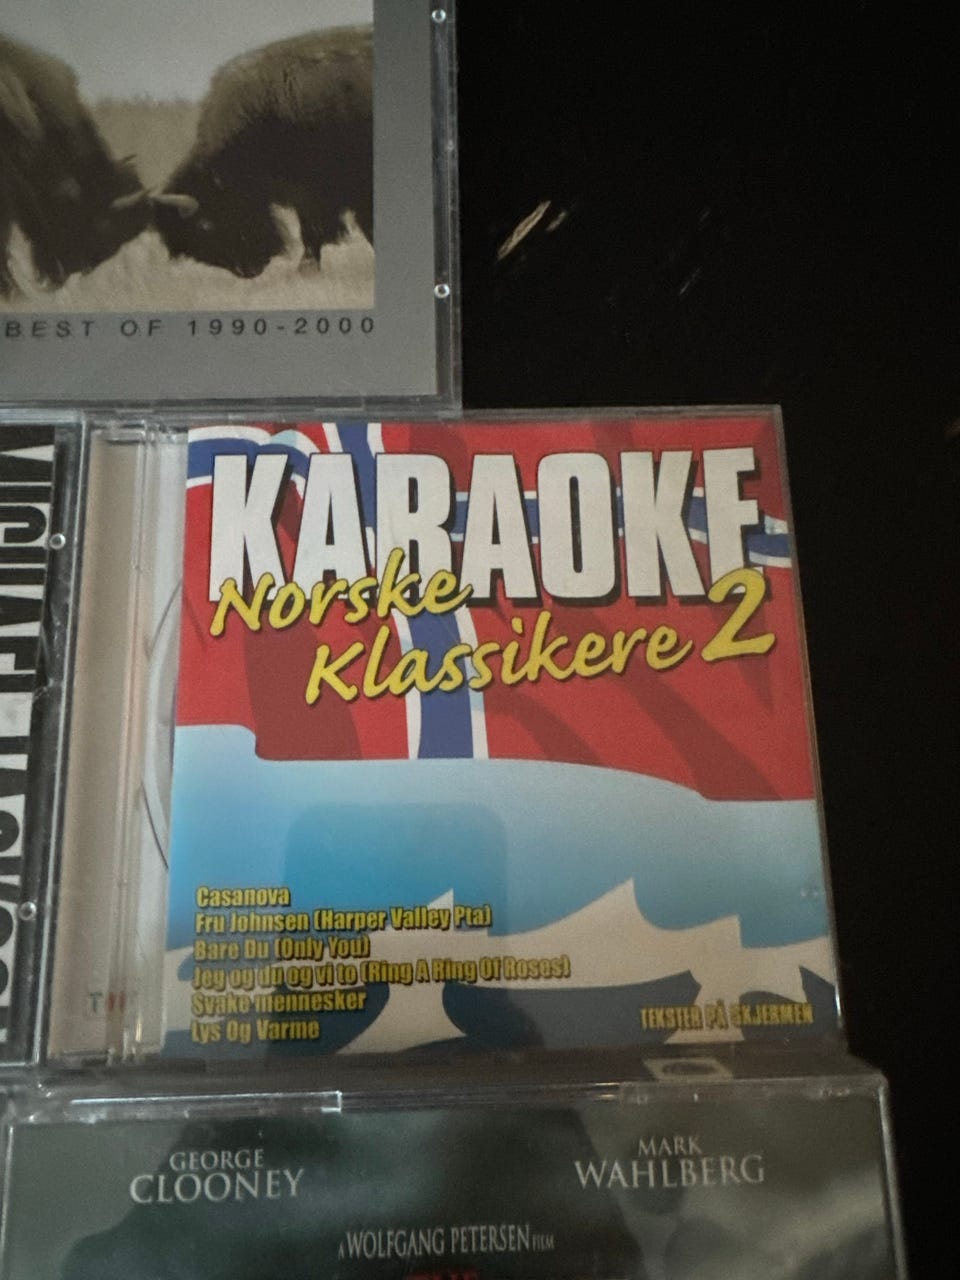 BEST OF 1990-2000
KARAOKE
Norske
Klassikere 2
Casanova
Fru Johnsen (Harper Valley Pta)
Bare Du (Only You)
Jeg og du og vi to (Ring A Ring Of Roses)
Svake mennesker
Lys Og Varme
TEKSTER PÅ SKJERMEN
GEORGE
CLOONEY
MARK
WAHLBERG
A WOLFGANG PETERSEN FILM